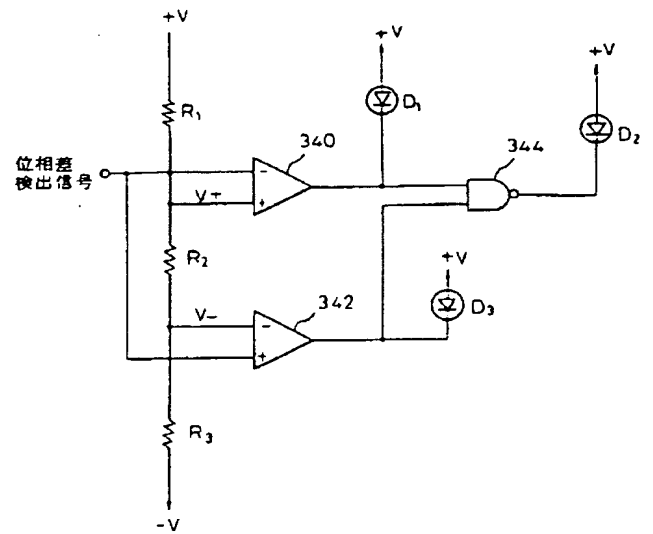 +V
+V
+V
R₁
D₁
D₂
340
344
位相差
検出信号
−
V+
+
R₂
+V
342
D₃
V−
−
+
R₃
−V